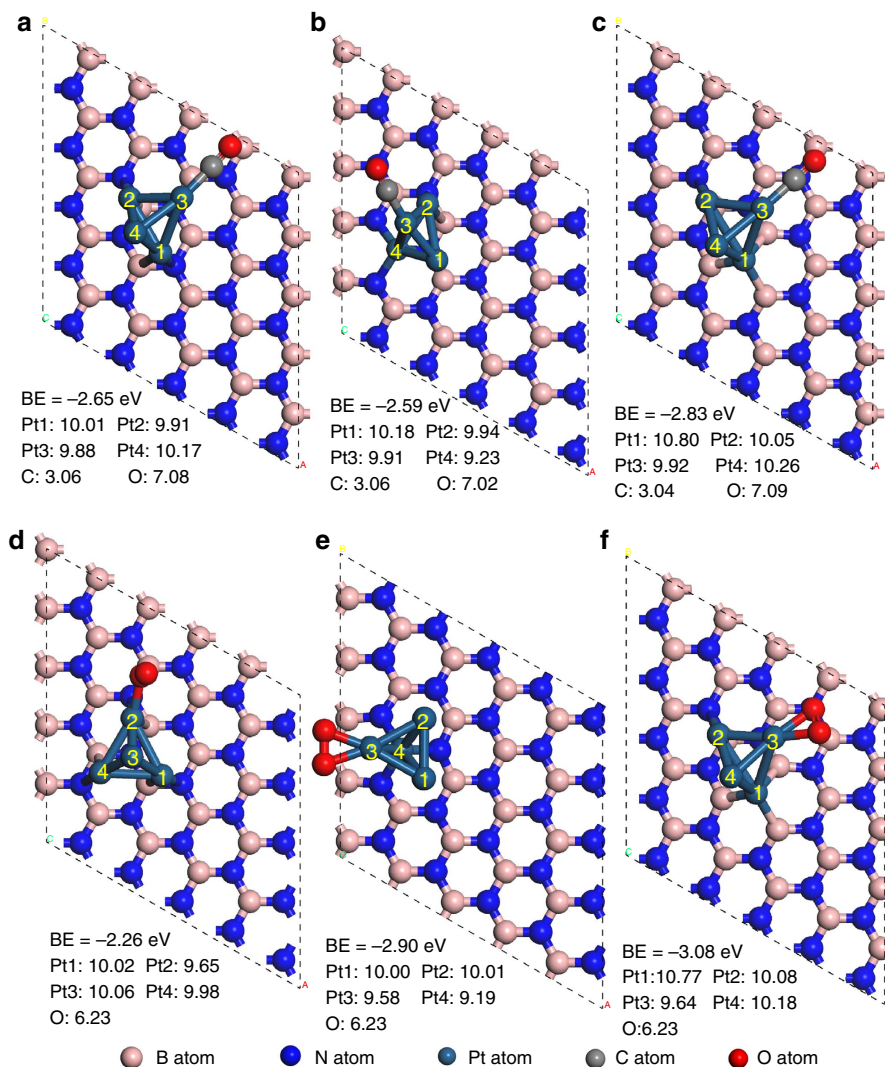 a
b
c
B
B
2
3
4
1
C
A
2
3
4
1
C
A
2
3
4
1
C
A
BE = –2.65 eV
Pt1: 10.01 Pt2: 9.91
Pt3: 9.88 Pt4: 10.17
C: 3.06 O: 7.08
BE = –2.59 eV
Pt1: 10.18 Pt2: 9.94
Pt3: 9.91 Pt4: 9.23
C: 3.06 O: 7.02
BE = –2.83 eV
Pt1: 10.80 Pt2: 10.05
Pt3: 9.92 Pt4: 10.26
C: 3.04 O: 7.09
d
e
f
B
B
2
3
4
1
C
A
2
3
4
1
A
2
3
4
1
C
BE = –2.26 eV
Pt1: 10.02 Pt2: 9.65
Pt3: 10.06 Pt4: 9.98
O: 6.23
BE = –2.90 eV
Pt1: 10.00 Pt2: 10.01
Pt3: 9.58 Pt4: 9.19
O: 6.23
BE = –3.08 eV
Pt1:10.77 Pt2: 10.08
Pt3: 9.64 Pt4: 10.18
O:6.23
B atom
N atom
Pt atom
C atom
O atom